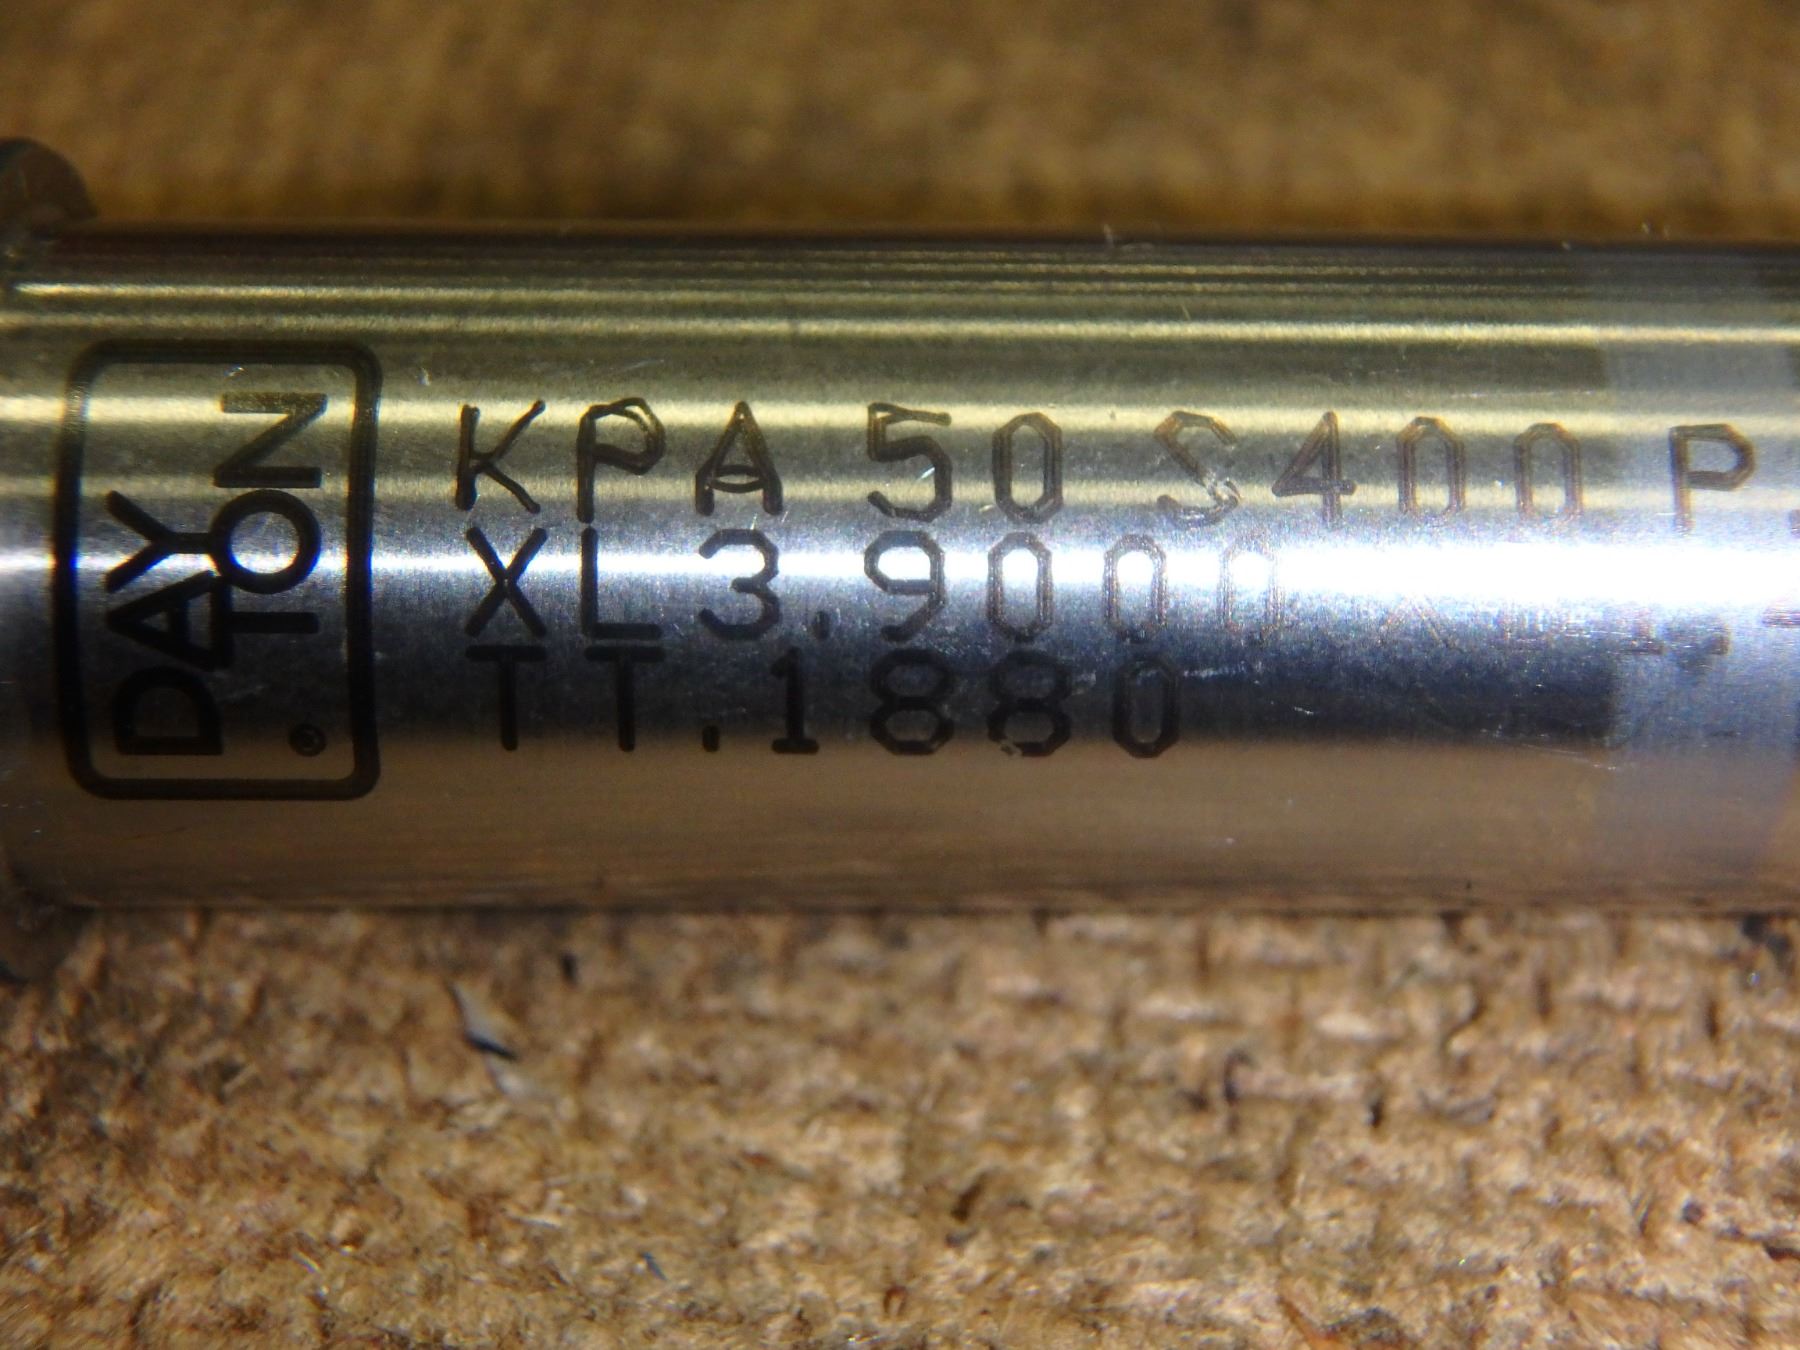 DAY
TON
®
KPA 50 S400 P
XL3.9000
TT.1880